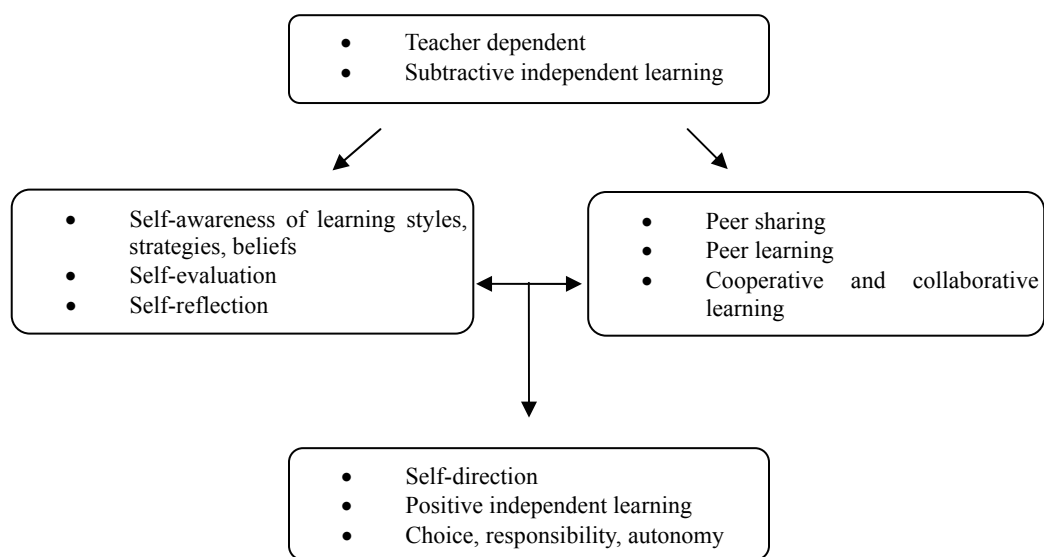 • Teacher dependent
• Subtractive independent learning
• Self-awareness of learning styles,
strategies, beliefs
• Self-evaluation
• Self-reflection
• Peer sharing
• Peer learning
• Cooperative and collaborative
learning
• Self-direction
• Positive independent learning
• Choice, responsibility, autonomy